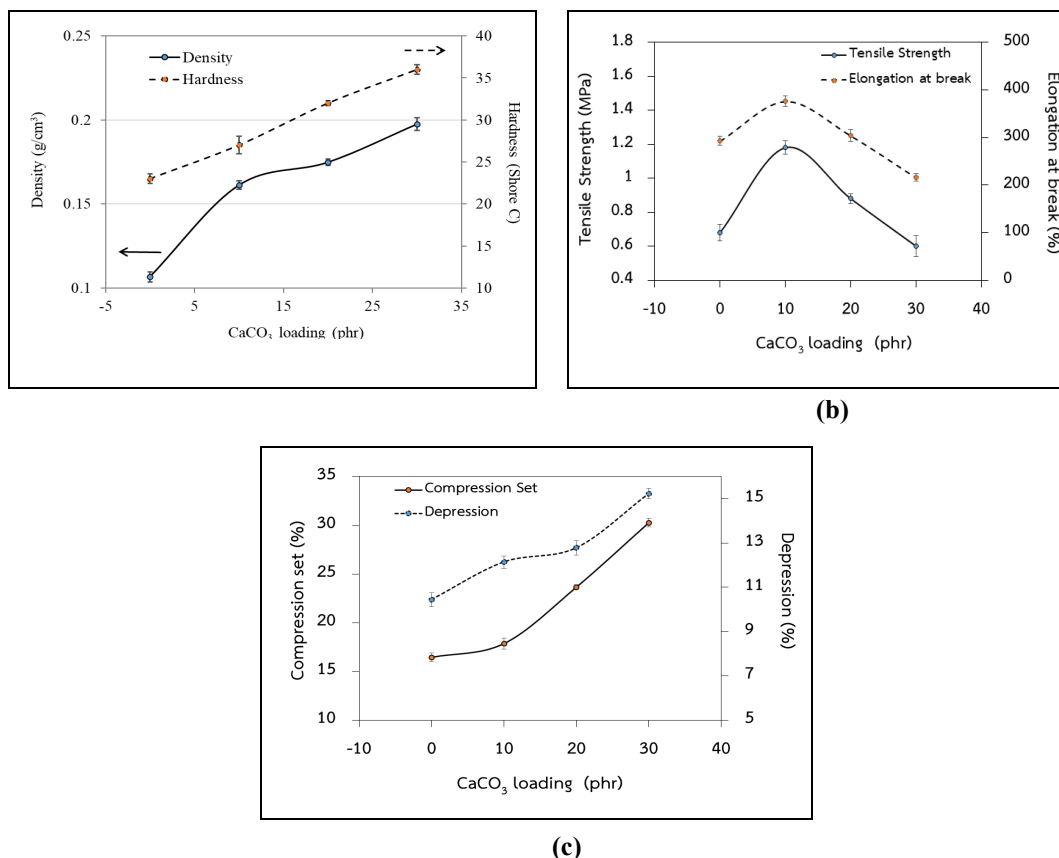 0.25
0.2
0.15
0.1
Density (g/cm³)
Density
Hardness
40
35
30
25
20
15
10
Hardness (Shore C)
-5 5 15 25 35
CaCO₃ loading (phr)
1.8
1.6
1.4
1.2
1
0.8
0.6
0.4
Tensile Strength (MPa)
Tensile Strength
Elongation at break
500
400
300
200
100
0
Elongation at break (%)
-10 0 10 20 30 40
CaCO₃ loading (phr)
(b)
35
30
25
20
15
10
Compression set (%)
Compression Set
Depression
15
13
11
9
7
5
Depression (%)
-10 0 10 20 30 40
CaCO₃ loading (phr)
(c)